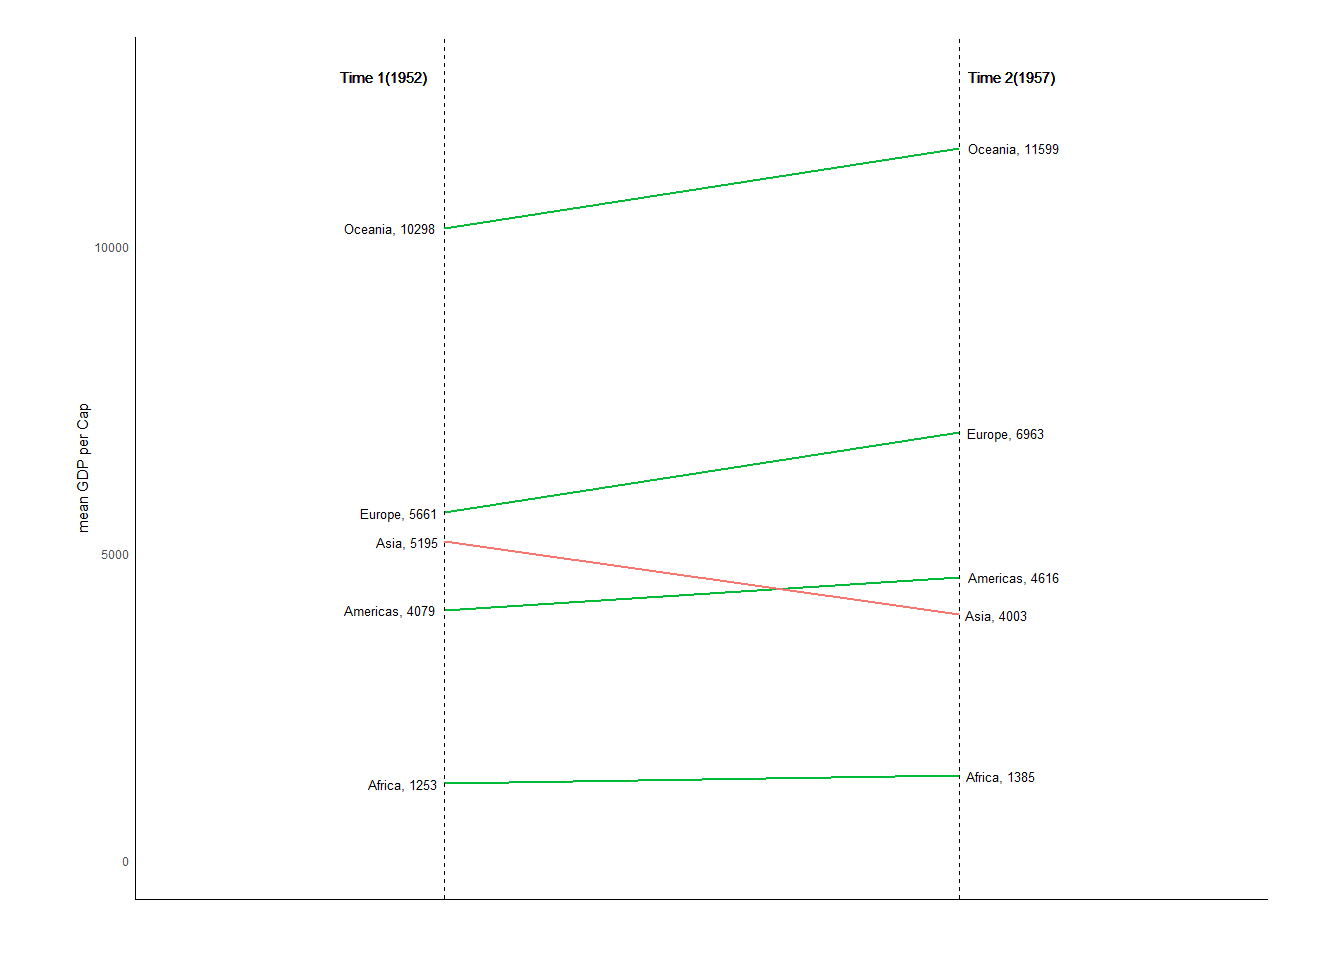 Time 1(1952)
Time 2(1957)
Oceania, 11599
Oceania, 10298
10000
Europe, 6963
mean GDP per Cap
Europe, 5661
Asia, 5195
5000
Americas, 4616
Americas, 4079
Asia, 4003
Africa, 1385
Africa, 1253
0